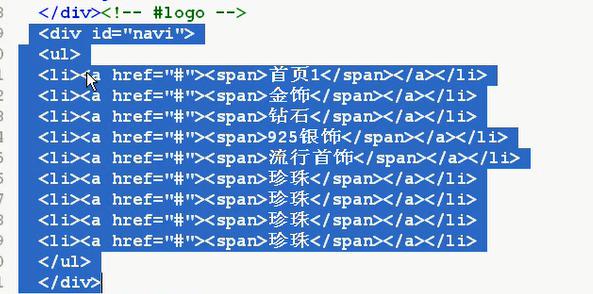 </div><!-- #logo -->
<div id="navi">
<ul>
<li><a href="#"><span>首页1</span></a></li>
<li><a href="#"><span>金饰</span></a></li>
<li><a href="#"><span>钻石</span></a></li>
<li><a href="#"><span>925银饰</span></a></li>
<li><a href="#"><span>流行首饰</span></a></li>
<li><a href="#"><span>珍珠</span></a></li>
<li><a href="#"><span>珍珠</span></a></li>
<li><a href="#"><span>珍珠</span></a></li>
<li><a href="#"><span>珍珠</span></a></li>
</ul>
</div>